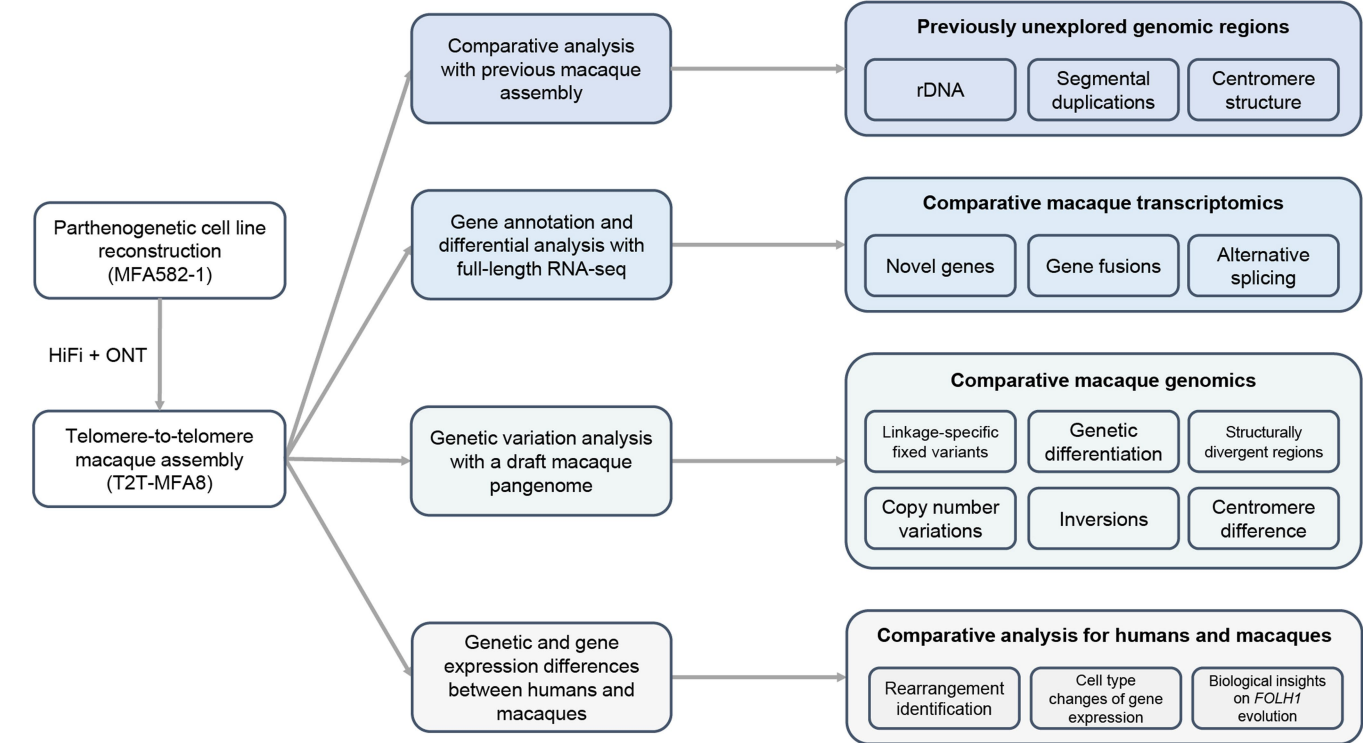 Parthenogenetic cell line
reconstruction
(MFA582-1)
HiFi + ONT
Telomere-to-telomere
macaque assembly
(T2T-MFA8)
Comparative analysis
with previous macaque
assembly
Previously unexplored genomic regions
rDNA
Segmental
duplications
Centromere
structure
Gene annotation and
differential analysis with
full-length RNA-seq
Comparative macaque transcriptomics
Novel genes
Gene fusions
Alternative
splicing
Genetic variation analysis
with a draft macaque
pangenome
Comparative macaque genomics
Linkage-specific
fixed variants
Genetic
differentiation
Structurally
divergent regions
Copy number
variations
Inversions
Centromere
difference
Genetic and gene
expression differences
between humans and
macaques
Comparative analysis for humans and macaques
Rearrangement
identification
Cell type
changes of gene
expression
Biological insights
on FOLH1
evolution